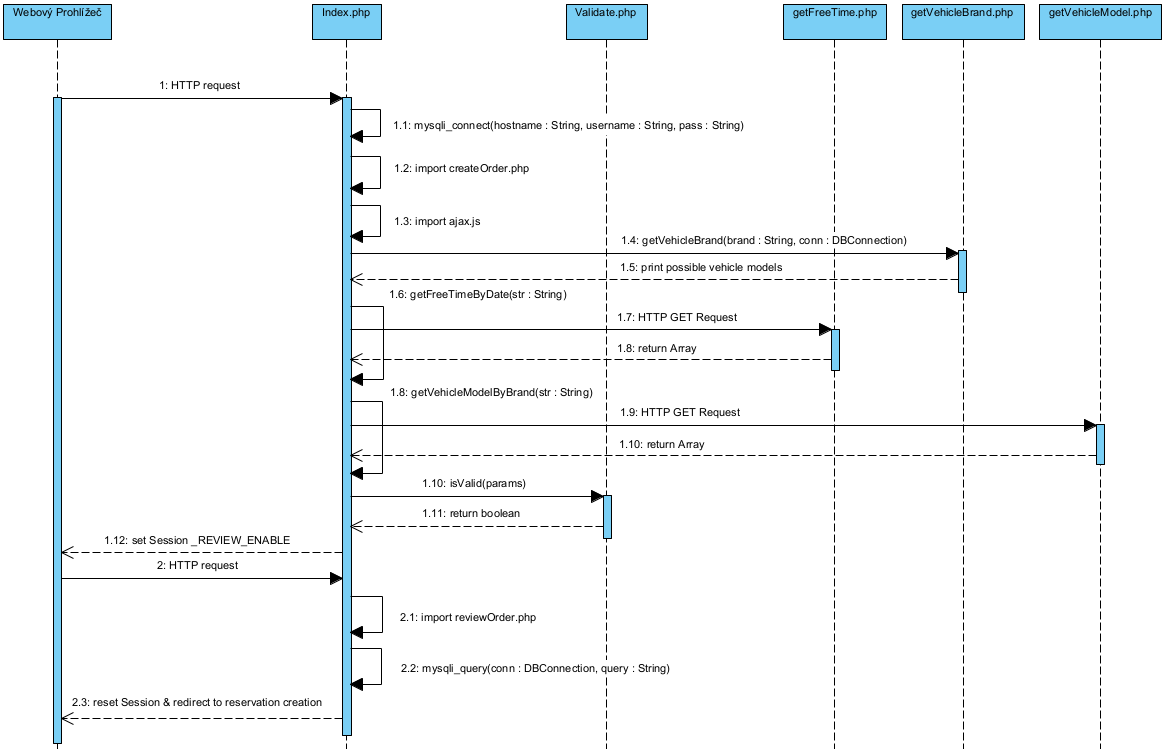 Webový Prohlížeč
Index.php
Validate.php
getFreeTime.php
getVehicleBrand.php
getVehicleModel.php
1: HTTP request
1.1: mysqli_connect(hostname : String, username : String, pass : String)
1.2: import createOrder.php
1.3: import ajax.js
1.4: getVehicleBrand(brand : String, conn : DBConnection)
1.5: print possible vehicle models
1.6: getFreeTimeByDate(str : String)
1.7: HTTP GET Request
1.8: return Array
1.8: getVehicleModelByBrand(str : String)
1.9: HTTP GET Request
1.10: return Array
1.10: isValid(params)
1.11: return boolean
1.12: set Session _REVIEW_ENABLE
2: HTTP request
2.1: import reviewOrder.php
2.2: mysqli_query(conn : DBConnection, query : String)
2.3: reset Session & redirect to reservation creation